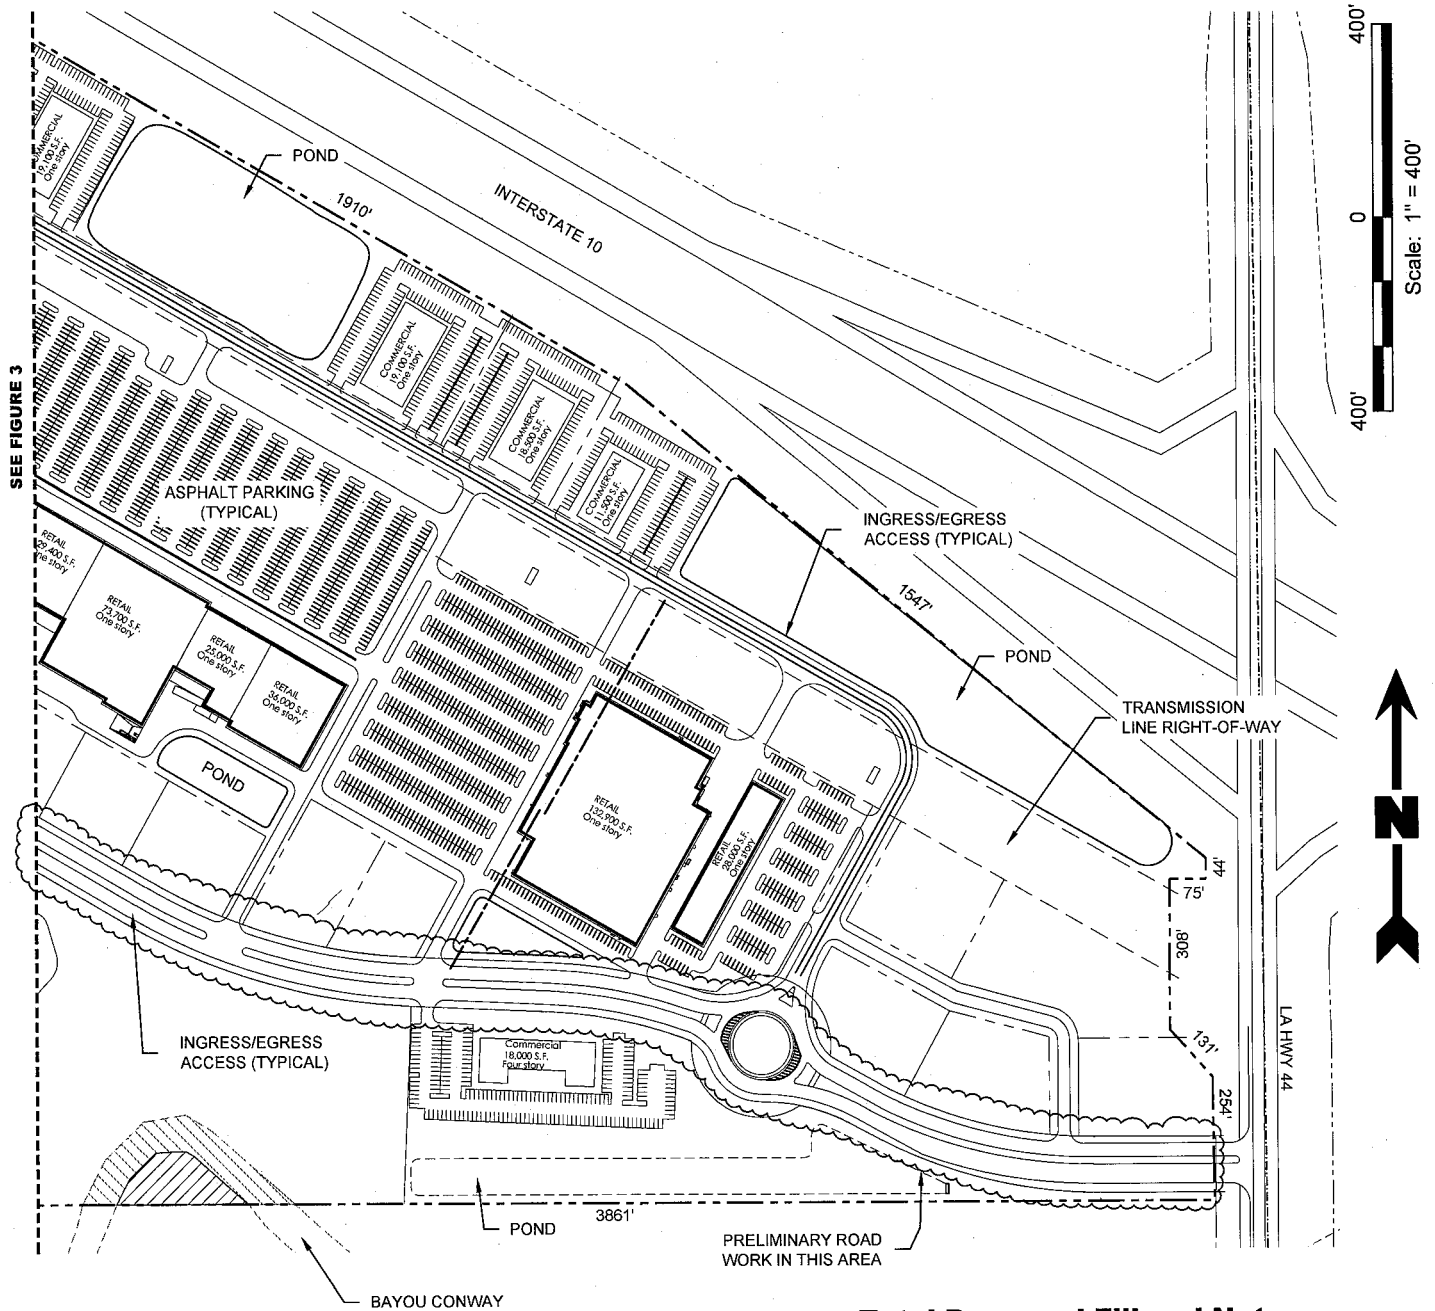 400'
0
400'
Scale: 1" = 400'
SEE FIGURE 3
19,100 S.F.
One story
POND
1910'
INTERSTATE 10
COMMERCIAL
19,100 S.F.
One story
COMMERCIAL
18,500 S.F.
One story
COMMERCIAL
11,500 S.F.
One story
ASPHALT PARKING
(TYPICAL)
INGRESS/EGRESS
ACCESS (TYPICAL)
1547'
POND
TRANSMISSION
LINE RIGHT-OF-WAY
RETAIL
29,400 S.F.
RETAIL
73,700 S.F.
One story
RETAIL
25,000 S.F.
One story
RETAIL
36,000 S.F.
One story
POND
RETAIL
132,900 S.F.
One story
RETAIL
28,000 S.F.
One story
44'
75'
308'
131'
254'
LA HWY 44
N
INGRESS/EGRESS
ACCESS (TYPICAL)
Commercial
18,000 S.F.
Four story
3861'
POND
PRELIMINARY ROAD
WORK IN THIS AREA
BAYOU CONWAY